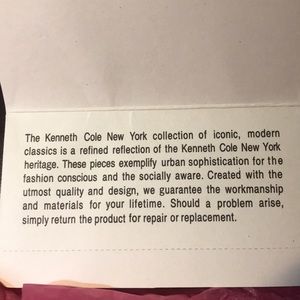 The Kenneth Cole New York collection of iconic, modern
classics is a refined reflection of the Kenneth Cole New York
heritage. These pieces exemplify urban sophistication for the
fashion conscious and the socially aware. Created with the
utmost quality and design, we guarantee the workmanship
and materials for your lifetime. Should a problem arise,
simply return the product for repair or replacement.